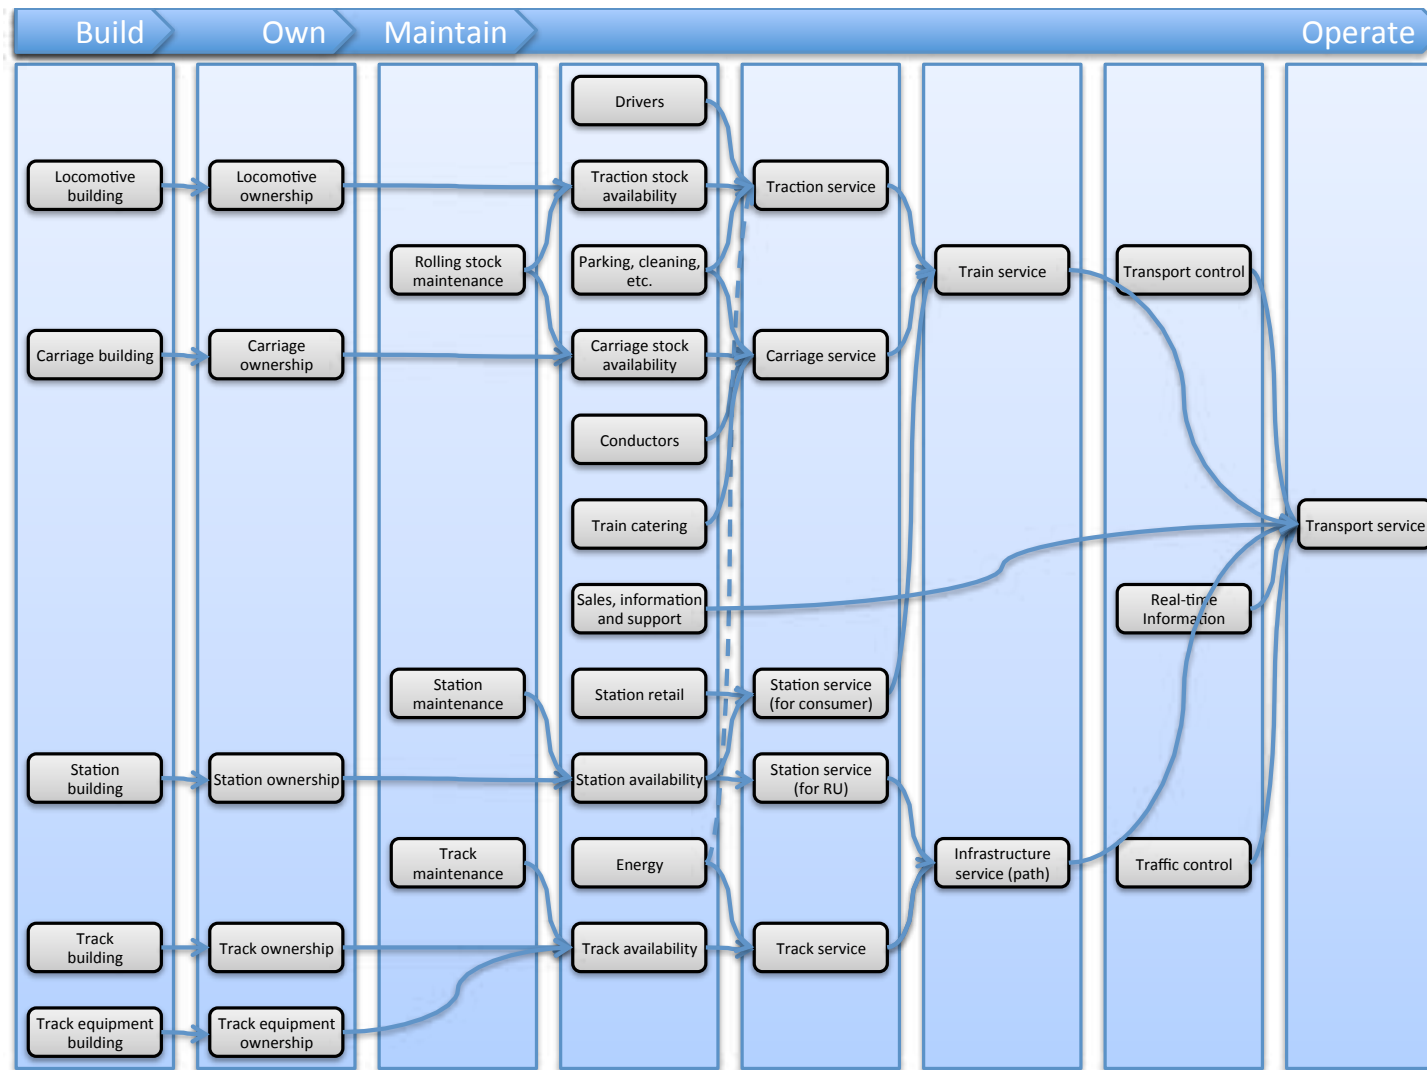 Build
Own
Maintain
Operate
Drivers
Locomotive
building
Locomotive
ownership
Traction stock
availability
Traction service
Rolling stock
maintenance
Parking, cleaning,
etc.
Train service
Transport control
Carriage building
Carriage
ownership
Carriage stock
availability
Carriage service
Conductors
Train catering
Transport service
Sales, information
and support
Real-time
Information
Station
maintenance
Station retail
Station service
(for consumer)
Station
building
Station ownership
Station availability
Station service
(for RU)
Track
maintenance
Energy
Infrastructure
service (path)
Traffic control
Track
building
Track ownership
Track availability
Track service
Track equipment
building
Track equipment
ownership